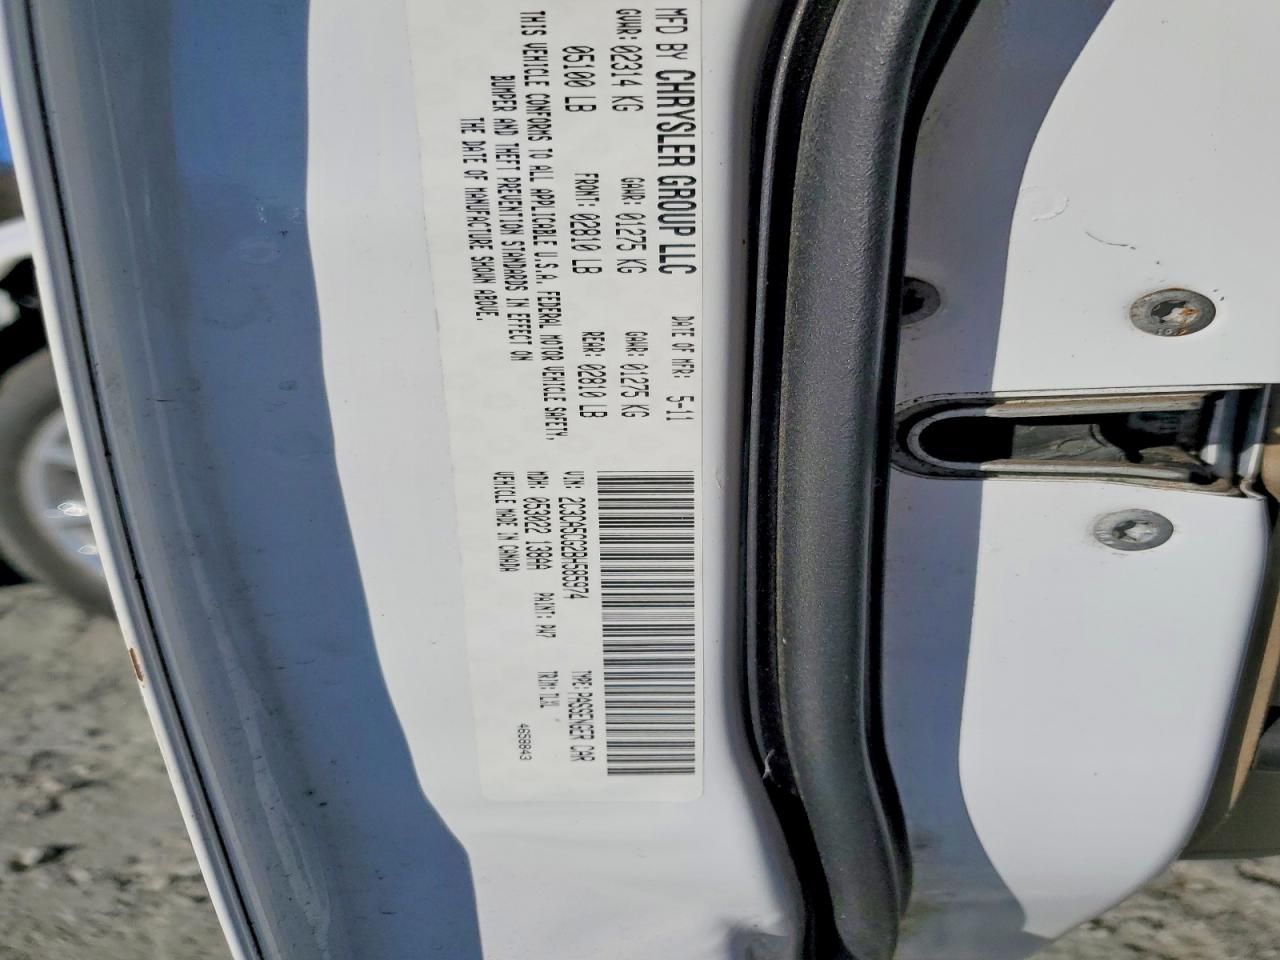 MFD BY CHRYSLER GROUP LLC DATE OF MFR: 5-11
GVWR: 02314 KG GAWR: 01275 KG GAWR: 01275 KG
05100 LB FRONT: 02810 LB REAR: 02810 LB
THIS VEHICLE CONFORMS TO ALL APPLICABLE U.S.A. FEDERAL MOTOR VEHICLE SAFETY,
BUMPER AND THEFT PREVENTION STANDARDS IN EFFECT ON
THE DATE OF MANUFACTURE SHOWN ABOVE.
VIN: 2C3CA5CG2BH585974 TYPE: PASSENGER CAR
MDH: 053022 138AA PAINT: PW7 TRIM: TLX1
VEHICLE MADE IN CANADA 4658843